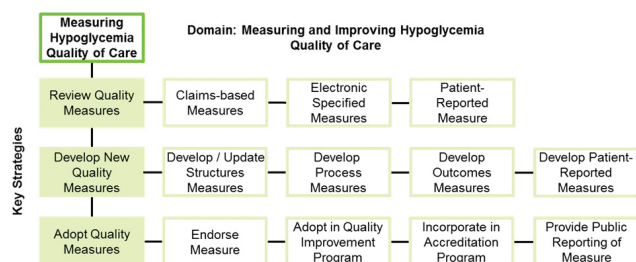 Measuring
Hypoglycemia
Quality of Care
Domain: Measuring and Improving Hypoglycemia
Quality of Care
Key Strategies
Review Quality
Measures
Claims-based
Measures
Electronic
Specified
Measures
Patient-
Reported
Measure
Develop New
Quality
Measures
Develop / Update
Structures
Measures
Develop
Process
Measures
Develop
Outcomes
Measures
Develop Patient-
Reported
Measures
Adopt Quality
Measures
Endorse
Measure
Adopt in Quality
Improvement
Program
Incorporate in
Accreditation
Program
Provide Public
Reporting of
Measure